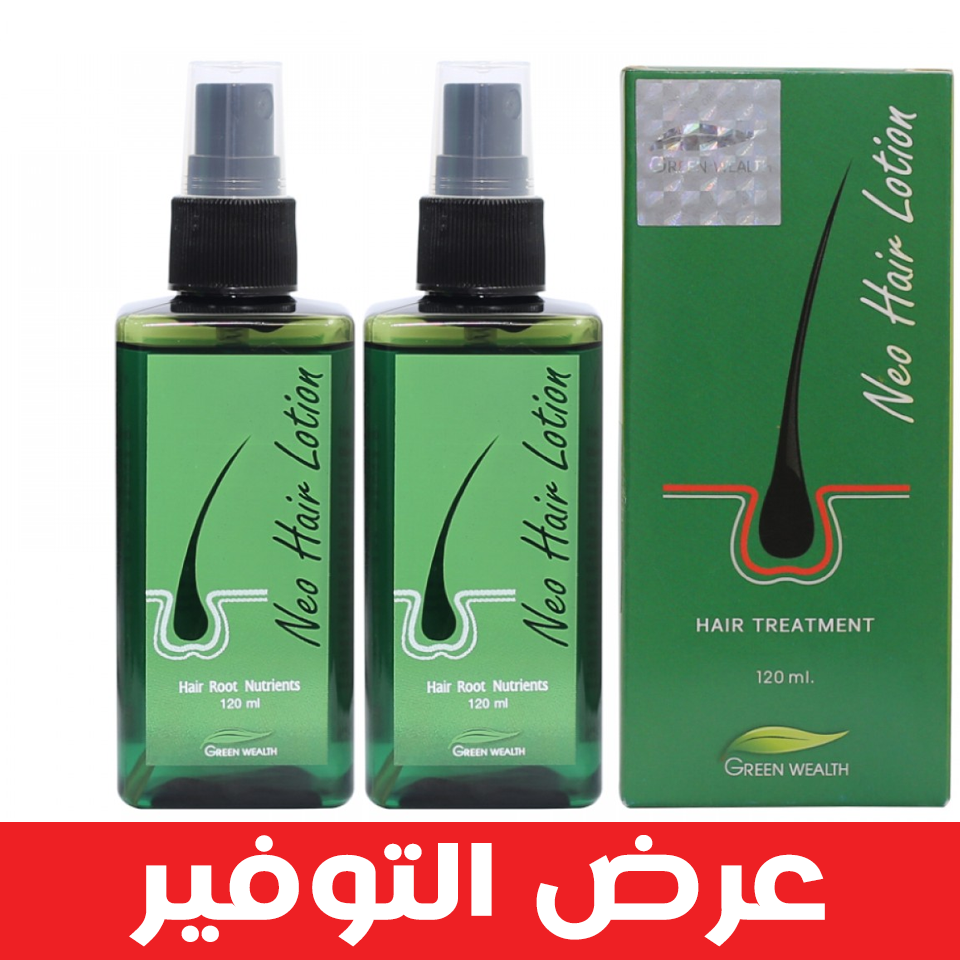 Neo Hair Lotion
Hair Root Nutrients
120 ml
GREEN WEALTH
Neo Hair Lotion
Hair Root Nutrients
120 ml
GREEN WEALTH
GREEN WEALTH
Neo Hair Lotion
HAIR TREATMENT
120 ml.
GREEN WEALTH
عرض التوفير